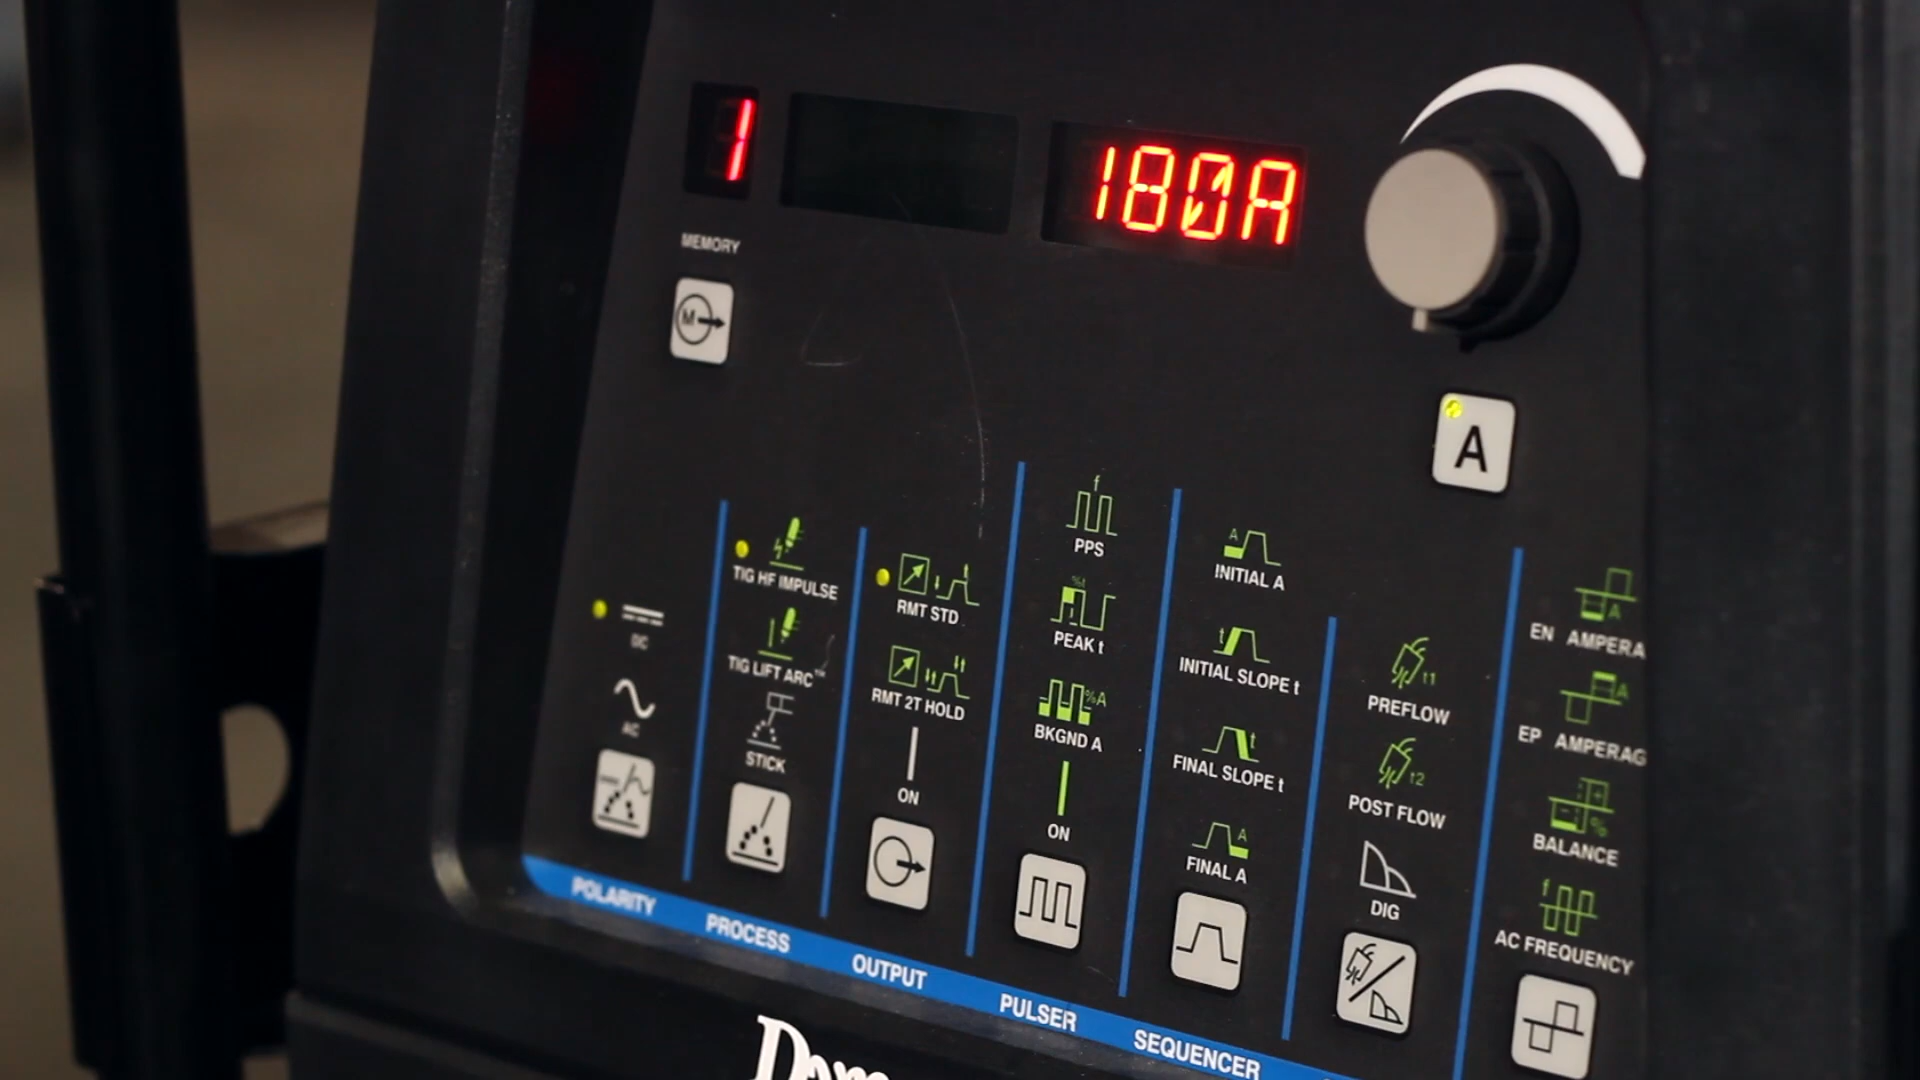 1
180A
MEMORY
M
A
DC
AC
POLARITY
TIG HF IMPULSE
TIG LIFT ARC™
STICK
PROCESS
RMT STD
RMT 2T HOLD
ON
OUTPUT
f
PPS
%t
PEAK t
%A
BKGND A
ON
PULSER
A
INITIAL A
t
INITIAL SLOPE t
t
FINAL SLOPE t
A
FINAL A
SEQUENCER
PREFLOW
POST FLOW
DIG
A
EN AMPERA
A
EP AMPERAG
%
BALANCE
f
AC FREQUENCY